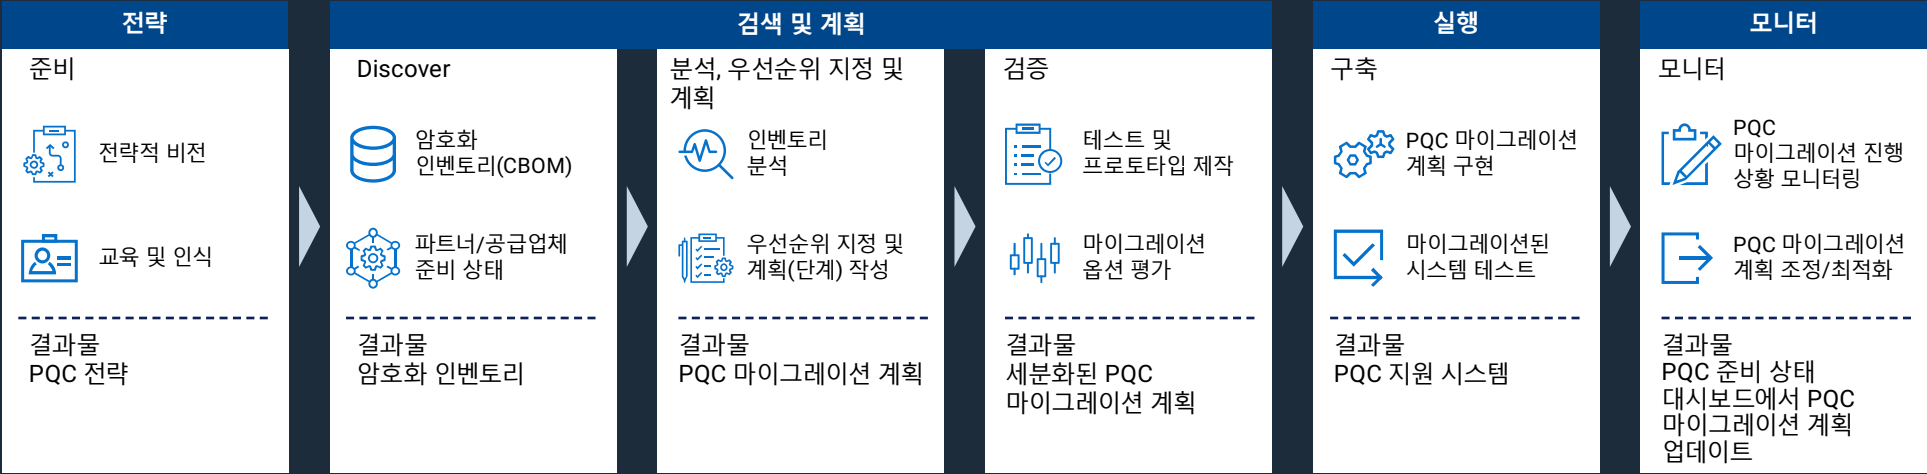 전략
준비
전략적 비전
교육 및 인식
결과물
PQC 전략
검색 및 계획
Discover
암호화
인벤토리(CBOM)
파트너/공급업체
준비 상태
결과물
암호화 인벤토리
분석, 우선순위 지정 및
계획
인벤토리
분석
우선순위 지정 및
계획(단계) 작성
결과물
PQC 마이그레이션 계획
검증
테스트 및
프로토타입 제작
마이그레이션
옵션 평가
결과물
세분화된 PQC
마이그레이션 계획
실행
구축
PQC 마이그레이션
계획 구현
마이그레이션된
시스템 테스트
결과물
PQC 지원 시스템
모니터
모니터
PQC
마이그레이션 진행
상황 모니터링
PQC 마이그레이션
계획 조정/최적화
결과물
PQC 준비 상태
대시보드에서 PQC
마이그레이션 계획
업데이트